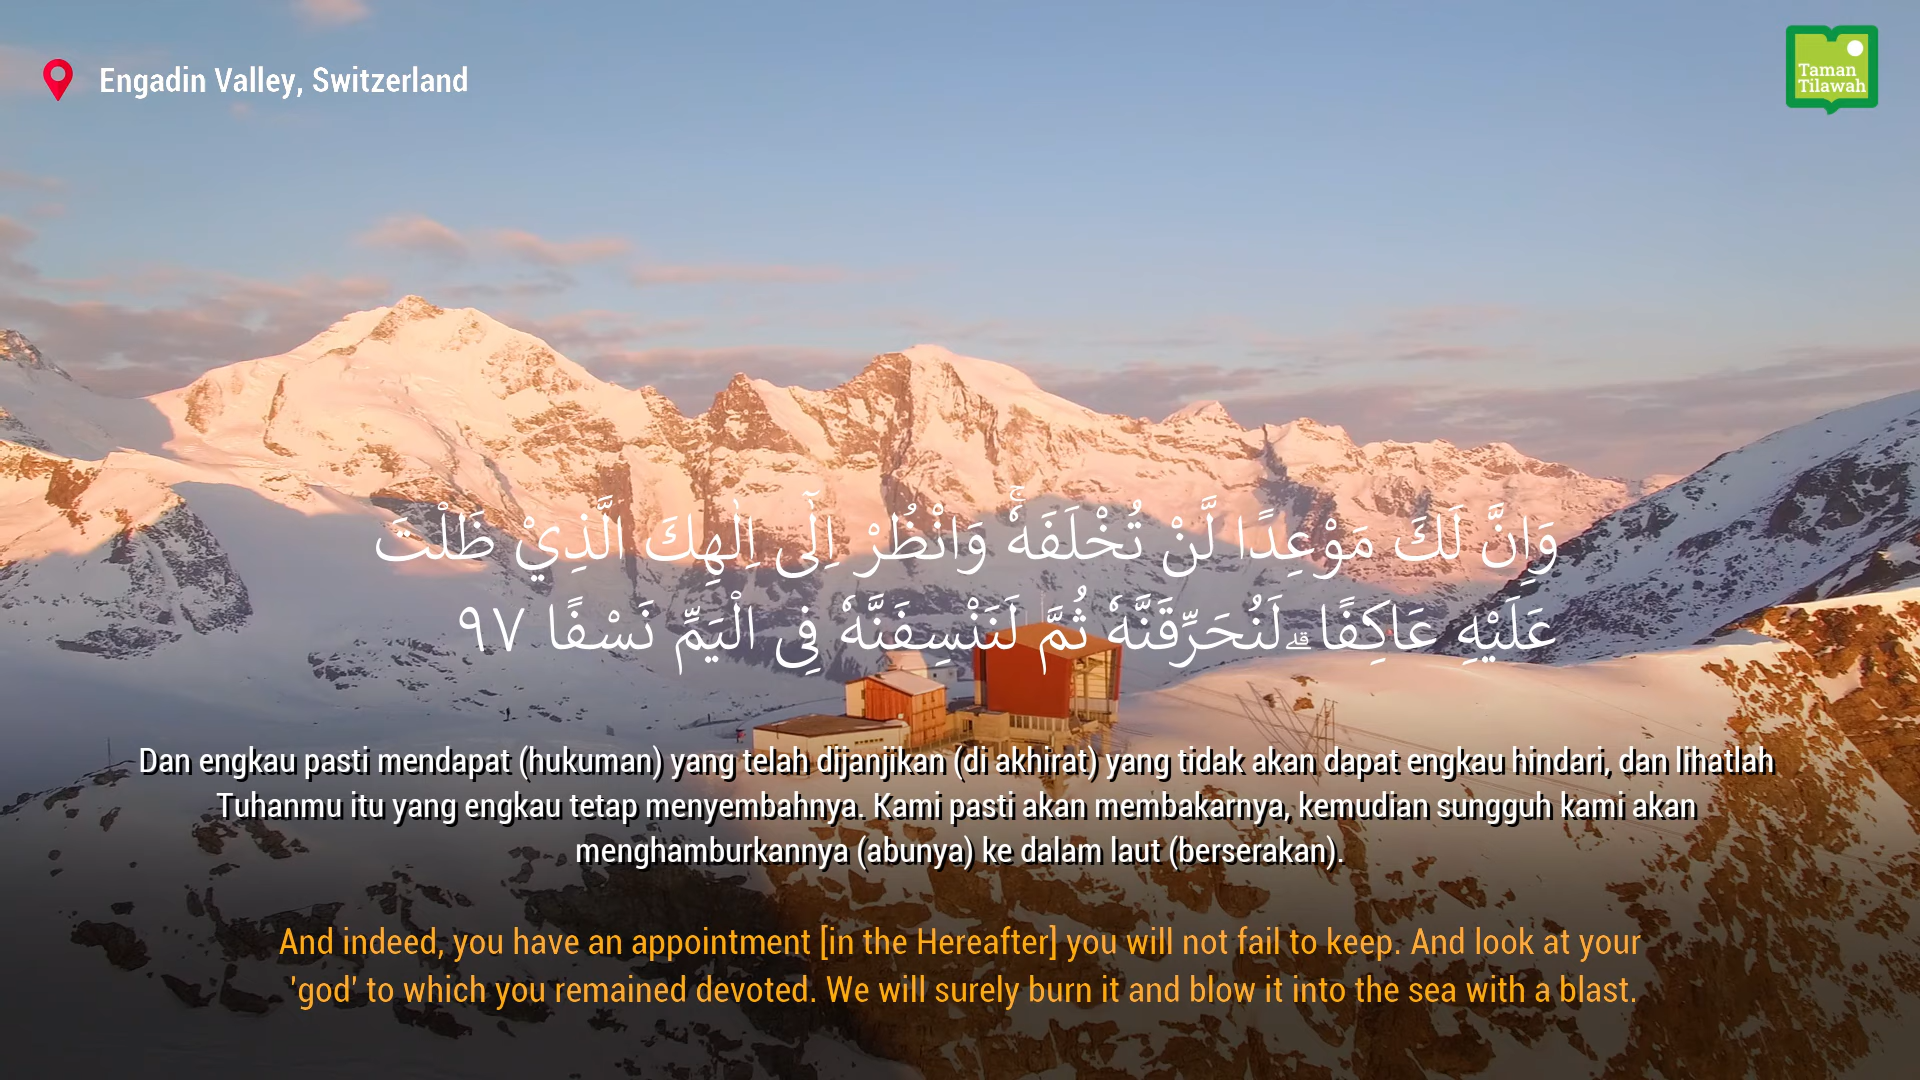 Engadin Valley, Switzerland
Taman
Tilawah
وَاِنَّ لَكَ مَوْعِدًا لَّنْ تُخْلَفَهٗۚ وَانْظُرْ اِلٰٓى اِلٰهِكَ الَّذِيْ ظَلْتَ
عَلَيْهِ عَاكِفًا ۗلَنُحَرِّقَنَّهٗ ثُمَّ لَنَنْسِفَنَّهٗ فِى الْيَمِّ نَسْفًا ٩٧
Dan engkau pasti mendapat (hukuman) yang telah dijanjikan (di akhirat) yang tidak akan dapat engkau hindari, dan lihatlah
Tuhanmu itu yang engkau tetap menyembahnya. Kami pasti akan membakarnya, kemudian sungguh kami akan
menghamburkannya (abunya) ke dalam laut (berserakan).
And indeed, you have an appointment [in the Hereafter] you will not fail to keep. And look at your
'god' to which you remained devoted. We will surely burn it and blow it into the sea with a blast.